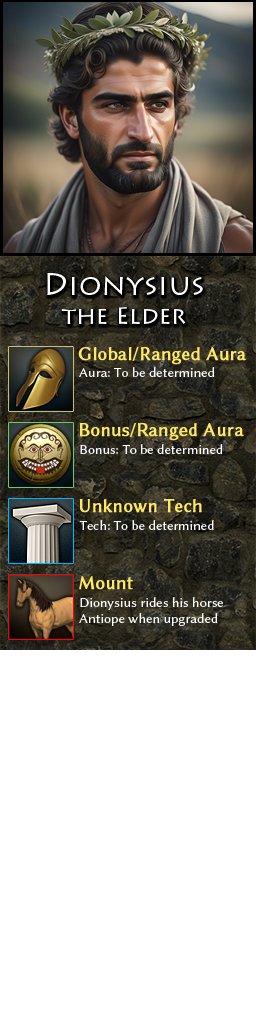 Dionysius
the Elder
Global/Ranged Aura
Aura: To be determined
Bonus/Ranged Aura
Bonus: To be determined
Unknown Tech
Tech: To be determined
Mount
Dionysius rides his horse
Antiope when upgraded